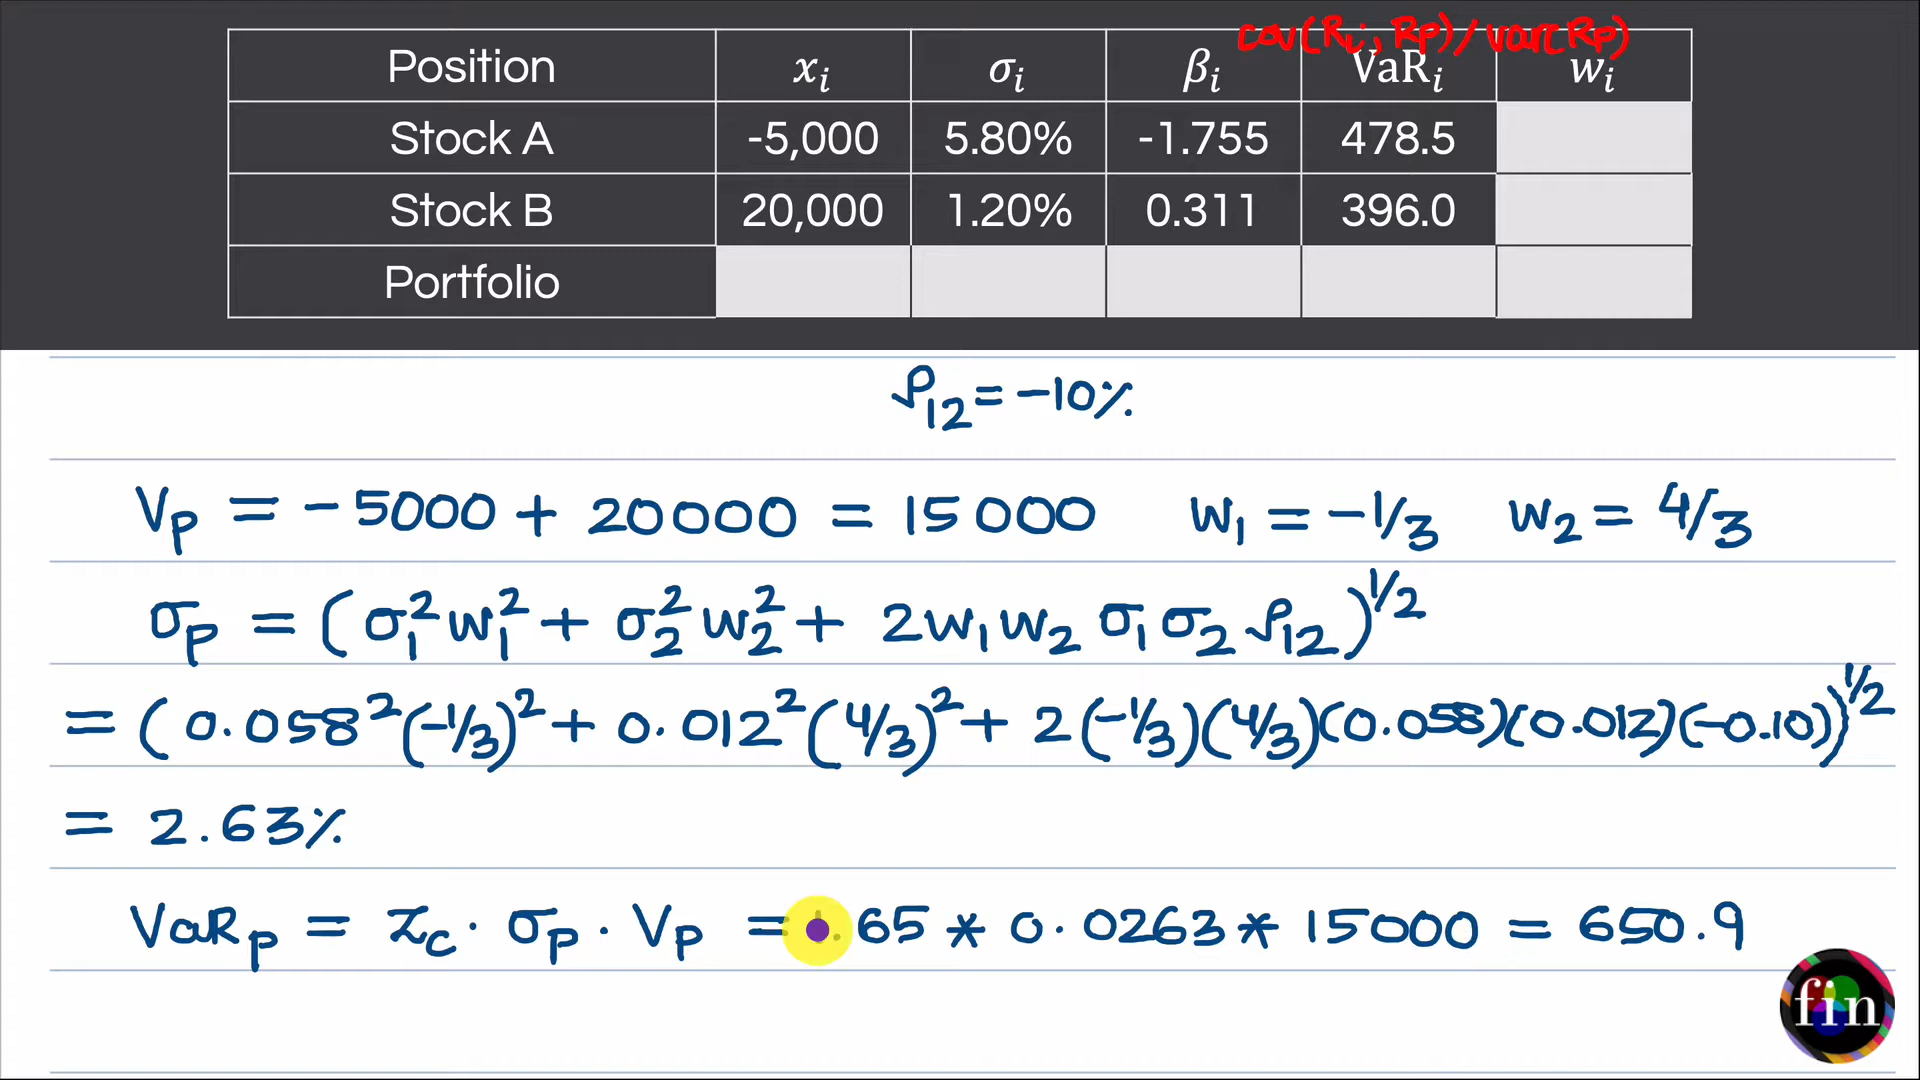 cov(Ri, Rp)/var(Rp)
Position xᵢ σᵢ βᵢ VaRᵢ wᵢ
Stock A -5,000 5.80% -1.755 478.5
Stock B 20,000 1.20% 0.311 396.0
Portfolio
ρ₁₂ = -10%
Vp = -5000 + 20000 = 15000 w₁ = -1/3 w₂ = 4/3
σp = (σ₁²w₁² + σ₂²w₂² + 2w₁w₂σ₁σ₂ρ₁₂)^1/2
= (0.058²(-1/3)² + 0.012²(4/3)² + 2(-1/3)(4/3)(0.058)(0.012)(-0.10))^1/2
= 2.63%
VaRp = Zc · σp · Vp = 1.65 * 0.0263 * 15000 = 650.9
fin